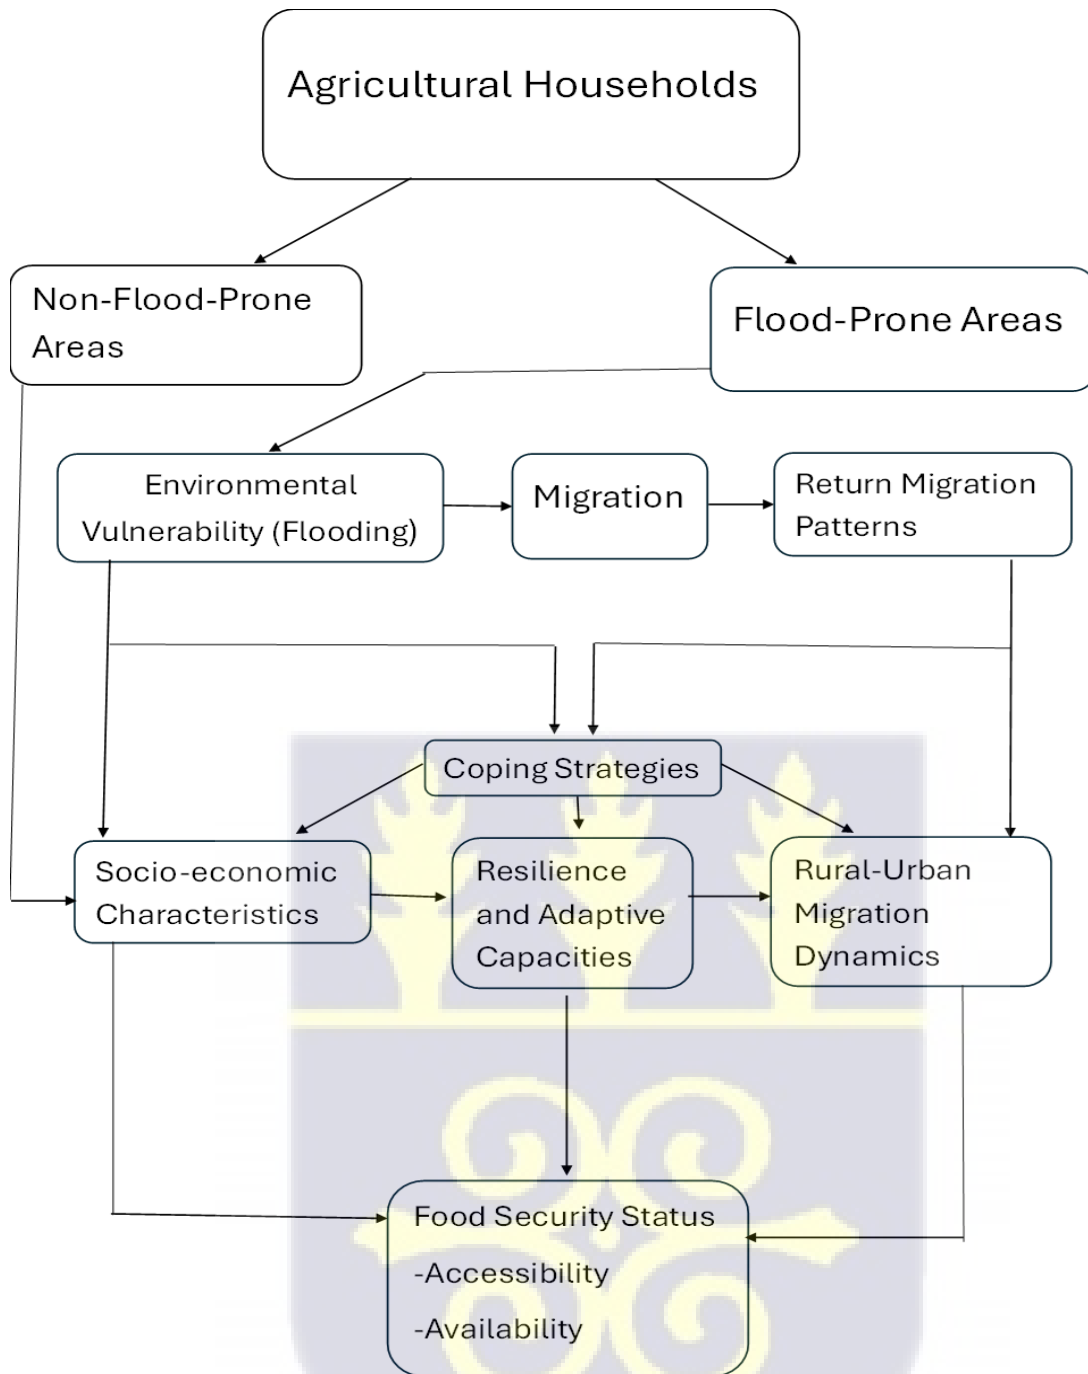 Agricultural Households
Non-Flood-Prone
Areas
Flood-Prone Areas
Environmental
Vulnerability (Flooding)
Migration
Return Migration
Patterns
Coping Strategies
Socio-economic
Characteristics
Resilience
and Adaptive
Capacities
Rural-Urban
Migration
Dynamics
Food Security Status
-Accessibility
-Availability